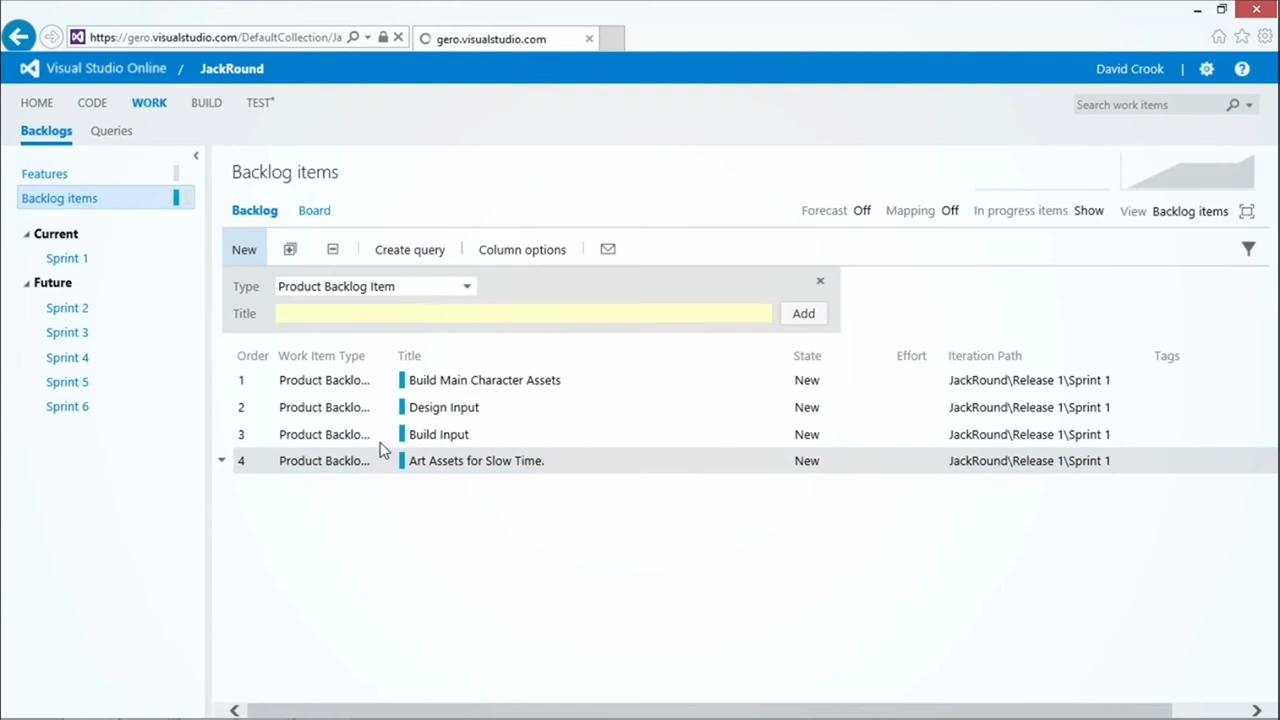 https://gero.visualstudio.com/DefaultCollection/Ja
gero.visualstudio.com
Visual Studio Online / JackRound
David Crook
HOME CODE WORK BUILD TEST*
Search work items
Backlogs Queries
Features
Backlog items
Current
Sprint 1
Future
Sprint 2
Sprint 3
Sprint 4
Sprint 5
Sprint 6
Backlog items
Backlog Board
Forecast Off Mapping Off In progress items Show View Backlog items
New Create query Column options
Type Product Backlog Item
Title Add
Order Work Item Type Title State Effort Iteration Path Tags
1 Product Backlo... Build Main Character Assets New JackRound\Release 1\Sprint 1
2 Product Backlo... Design Input New JackRound\Release 1\Sprint 1
3 Product Backlo... Build Input New JackRound\Release 1\Sprint 1
4 Product Backlo... Art Assets for Slow Time. New JackRound\Release 1\Sprint 1